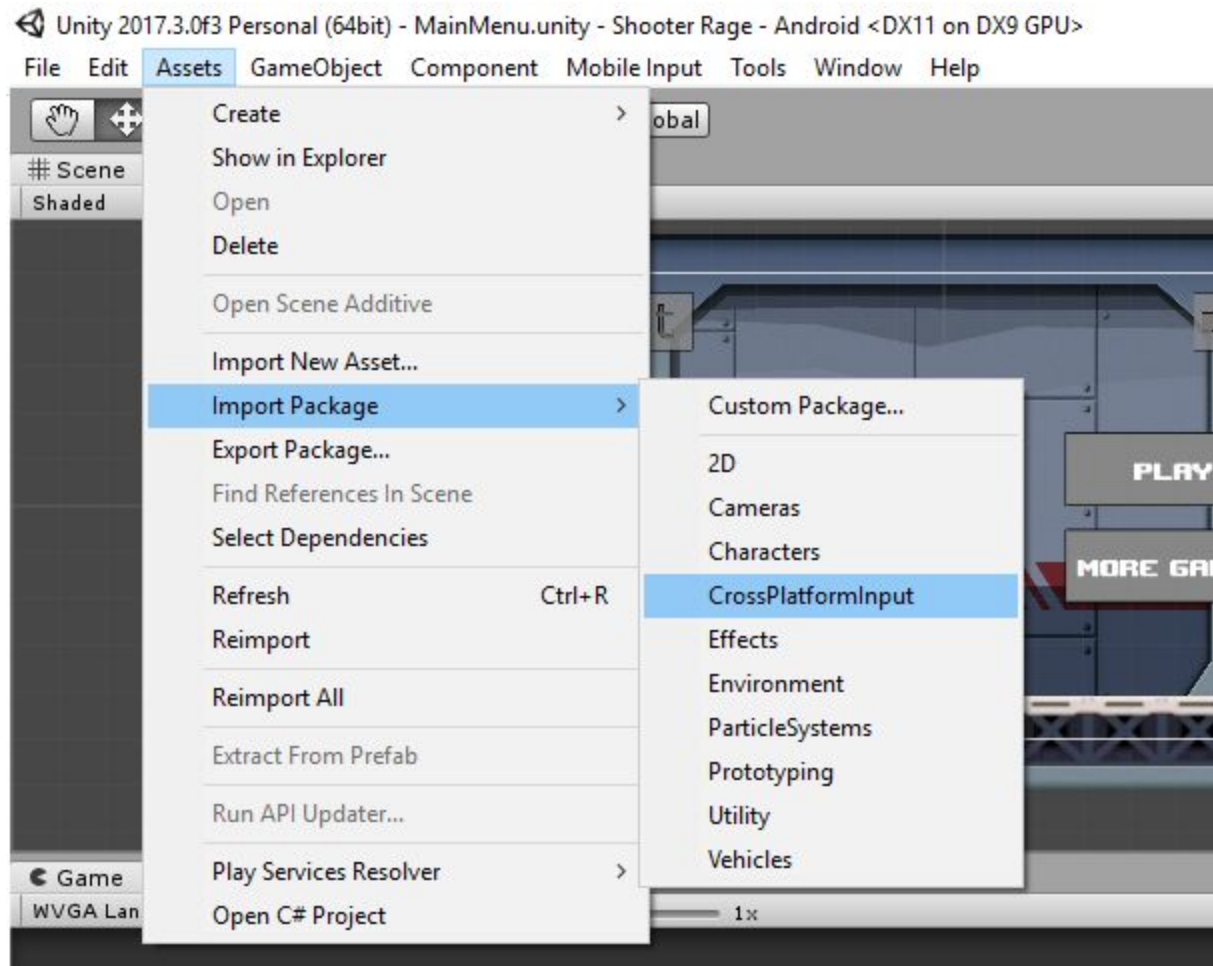 Unity 2017.3.0f3 Personal (64bit) - MainMenu.unity - Shooter Rage - Android <DX11 on DX9 GPU>
File Edit Assets GameObject Component Mobile Input Tools Window Help
obal
Scene
Shaded
Create
Show in Explorer
Open
Delete
Open Scene Additive
Import New Asset...
Import Package
Export Package...
Find References In Scene
Select Dependencies
Refresh Ctrl+R
Reimport
Reimport All
Extract From Prefab
Run API Updater...
Play Services Resolver
Open C# Project
Custom Package...
2D
Cameras
Characters
CrossPlatformInput
Effects
Environment
ParticleSystems
Prototyping
Utility
Vehicles
t
PLAY
MORE GA
Game
WVGA Lan
1x